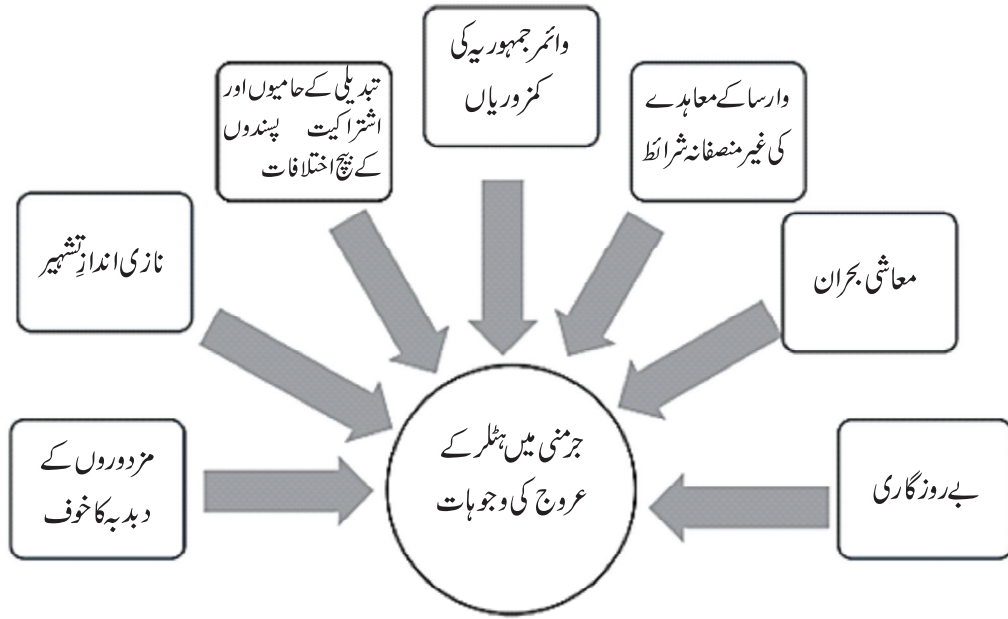 وائمر جمہوریہ کی
کمزوریاں
وارسا کے معاہدے
کی غیر منصفانہ شرائط
تبدیلی کے حامیوں اور
اشتراکیت پسندوں
کے بیچ اختلافات
معاشی بحران
نازی اندازِ تشہیر
بے روزگاری
مزدوروں کے
دبدبہ کا خوف
جرمنی میں ہٹلر کے
عروج کی وجوہات